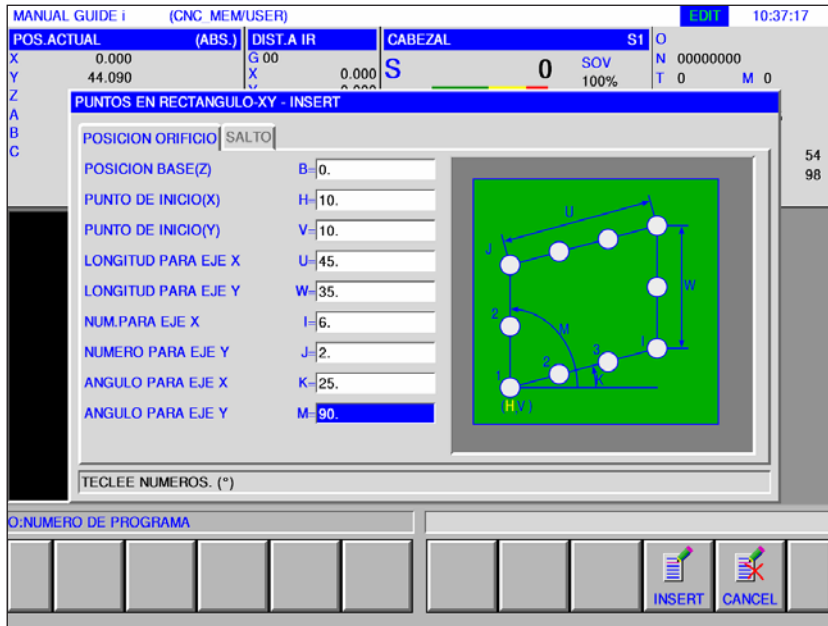 MANUAL GUIDE i (CNC_MEM/USER) EDIT 10:37:17
POS.ACTUAL (ABS.) DIST.A IR CABEZAL S1 O
X 0.000 G 00 N 00000000
Y 44.090 X 0.000 S 0 SOV 100% T 0 M 0
Z
A
B
C
54
98
PUNTOS EN RECTANGULO-XY - INSERT
POSICION ORIFICIO SALTO
POSICION BASE(Z) B= 0.
PUNTO DE INICIO(X) H= 10.
PUNTO DE INICIO(Y) V= 10.
LONGITUD PARA EJE X U= 45.
LONGITUD PARA EJE Y W= 35.
NUM.PARA EJE X I= 6.
NUMERO PARA EJE Y J= 2.
ANGULO PARA EJE X K= 25.
ANGULO PARA EJE Y M= 90.
U
J
W
2
M
1 2 3 I
K
(H V)
TECLEE NUMEROS. (°)
O:NUMERO DE PROGRAMA
INSERT CANCEL